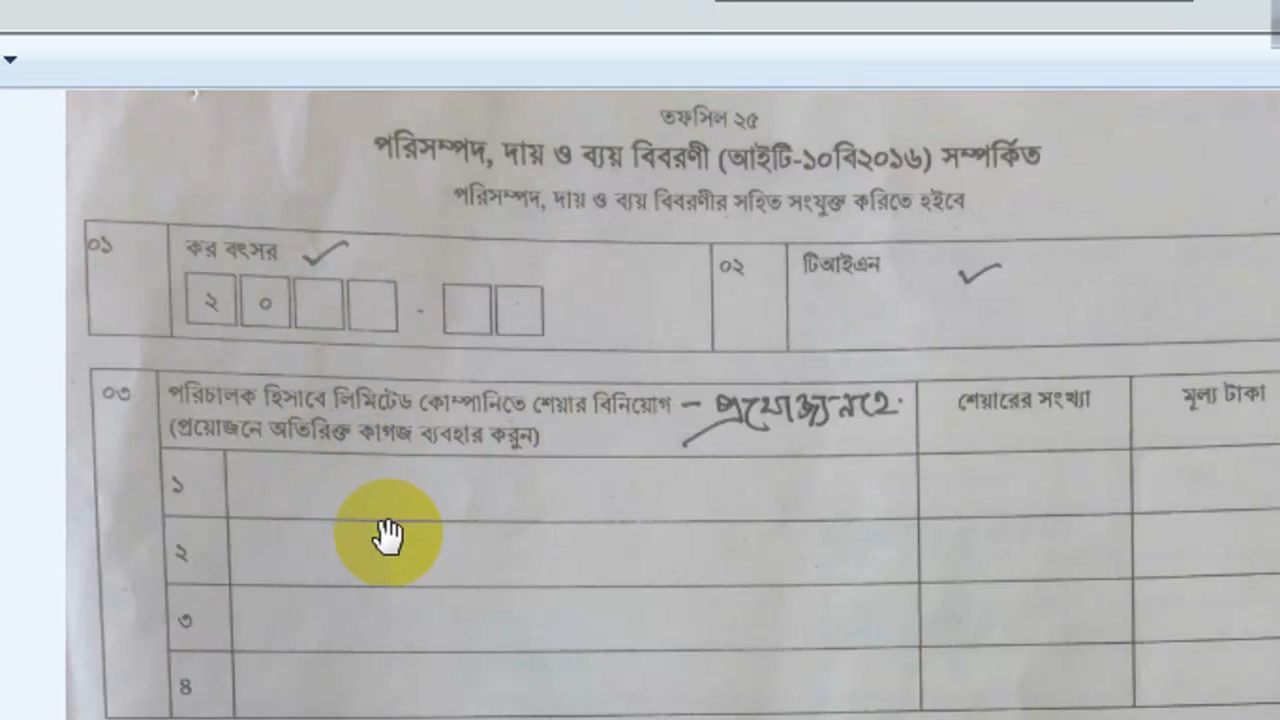 তফসিল ২৫
পরিসম্পদ, দায় ও ব্যয় বিবরণী (আইটি-১০বি২০১৬) সম্পর্কিত
পরিসম্পদ, দায় ও ব্যয় বিবরণীর সহিত সংযুক্ত করিতে হইবে
০১ কর বৎসর ০২ টিআইএন
২ ০ -
০৩ পরিচালক হিসাবে লিমিটেড কোম্পানিতে শেয়ার বিনিয়োগ – প্রযোজ্য নহে. শেয়ারের সংখ্যা মূল্য টাকা
(প্রয়োজনে অতিরিক্ত কাগজ ব্যবহার করুন)
১
২
৩
৪